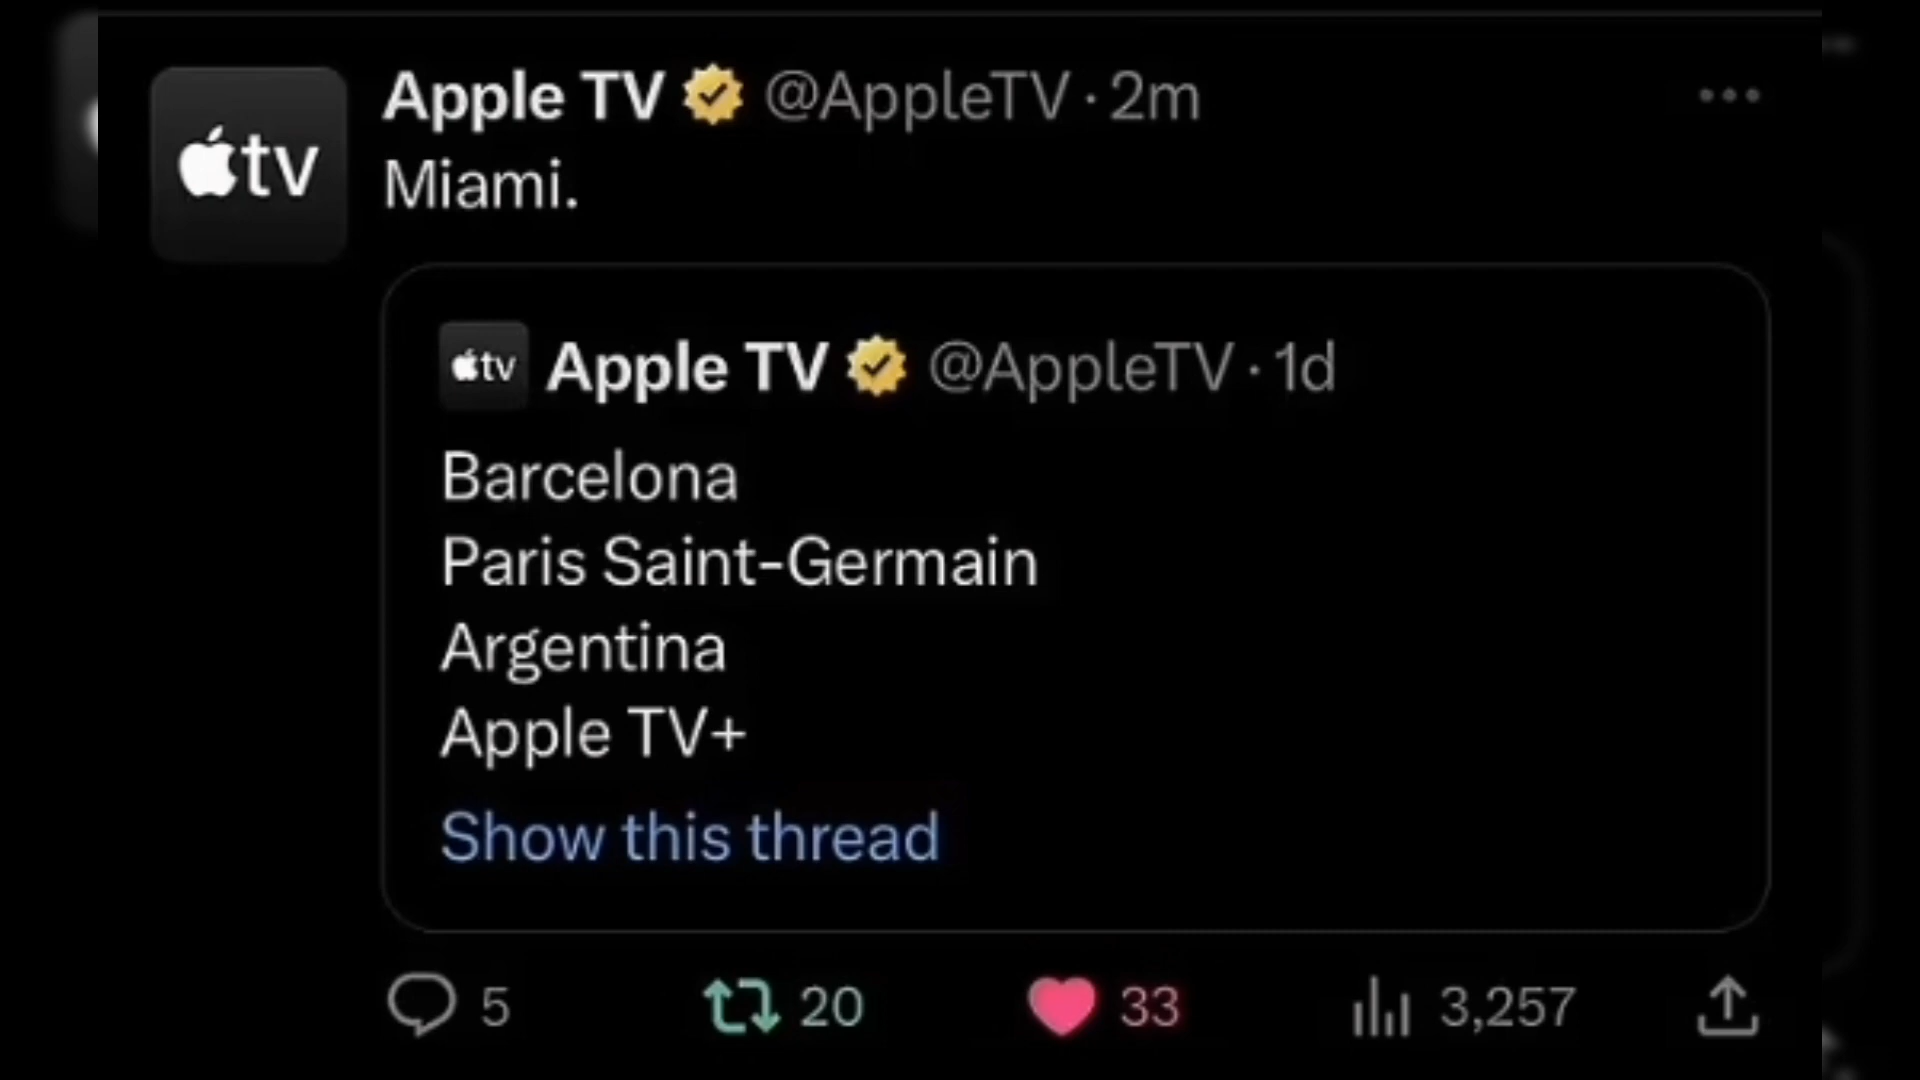 tv
Apple TV @AppleTV · 2m
Miami.
tv Apple TV @AppleTV · 1d
Barcelona
Paris Saint-Germain
Argentina
Apple TV+
Show this thread
5 20 33 3,257